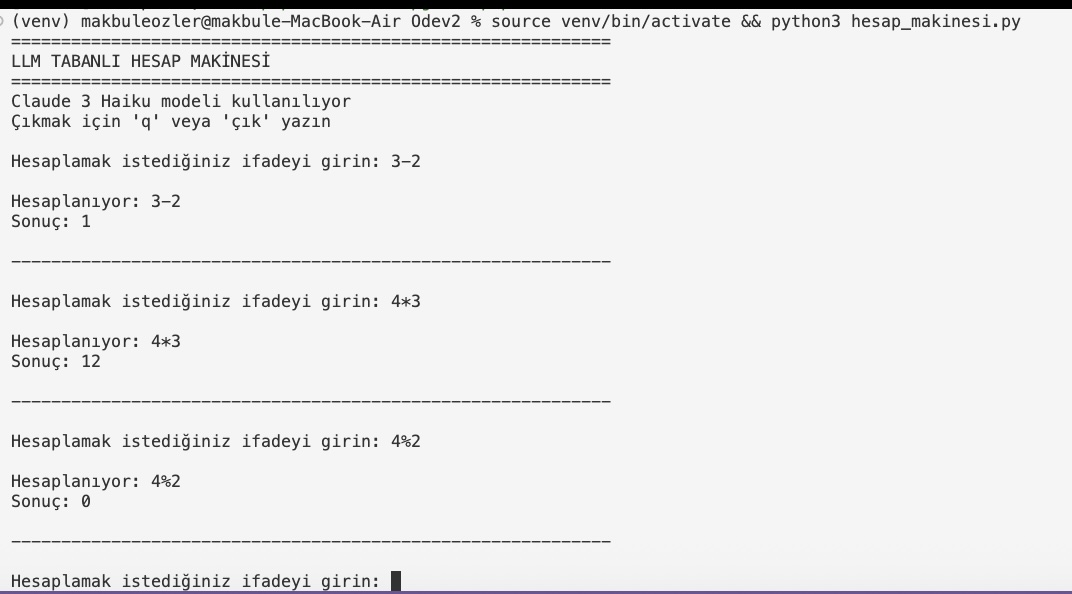 (venv) makbuleozler@makbule-MacBook-Air Odev2 % source venv/bin/activate && python3 hesap_makinesi.py
============================================================
LLM TABANLI HESAP MAKİNESİ
============================================================
Claude 3 Haiku modeli kullanılıyor
Çıkmak için 'q' veya 'çık' yazın
Hesaplamak istediğiniz ifadeyi girin: 3-2
Hesaplanıyor: 3-2
Sonuç: 1
------------------------------------------------------------
Hesaplamak istediğiniz ifadeyi girin: 4*3
Hesaplanıyor: 4*3
Sonuç: 12
------------------------------------------------------------
Hesaplamak istediğiniz ifadeyi girin: 4%2
Hesaplanıyor: 4%2
Sonuç: 0
------------------------------------------------------------
Hesaplamak istediğiniz ifadeyi girin: